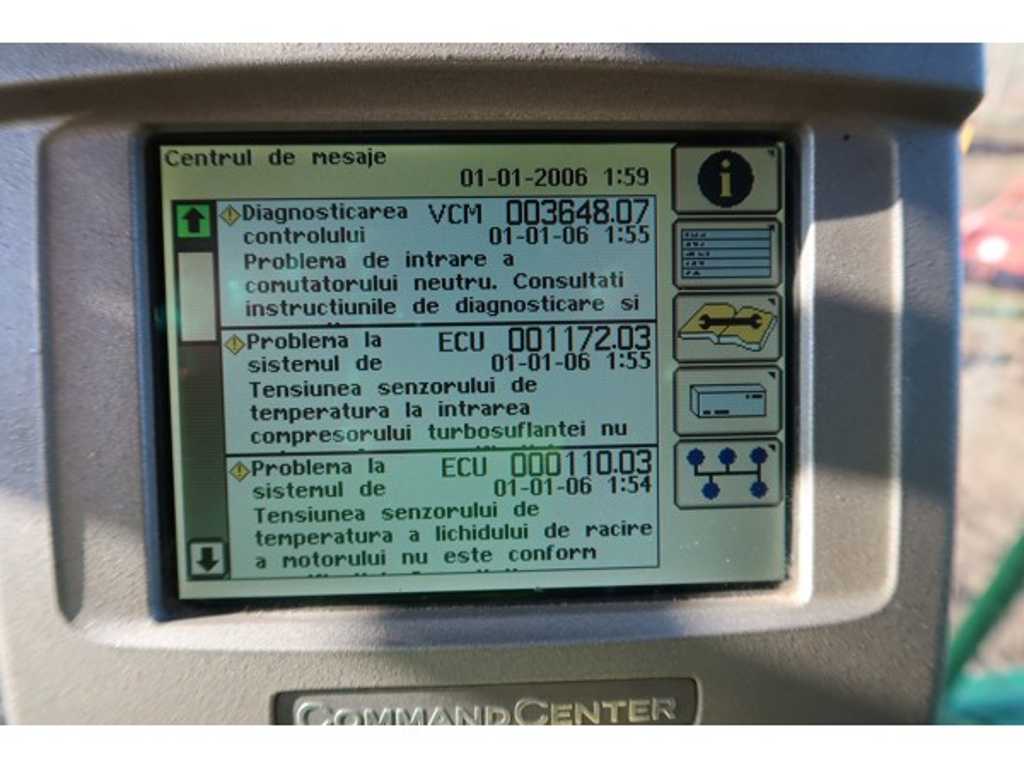 Centrul de mesaje
01-01-2006 1:59
Diagnosticarea VCM 003648.07
controlului 01-01-06 1:55
Problema de intrare a
comutatorului neutru. Consultati
instructiunile de diagnosticare si
Problema la ECU 001172.03
sistemul de 01-01-06 1:55
Tensiunea senzorului de
temperatura la intrarea
compresorului turbosuflantei nu
Problema la ECU 000110.03
sistemul de 01-01-06 1:54
Tensiunea senzorului de
temperatura a lichidului de racire
a motorului nu este conform
COMMANDCENTER